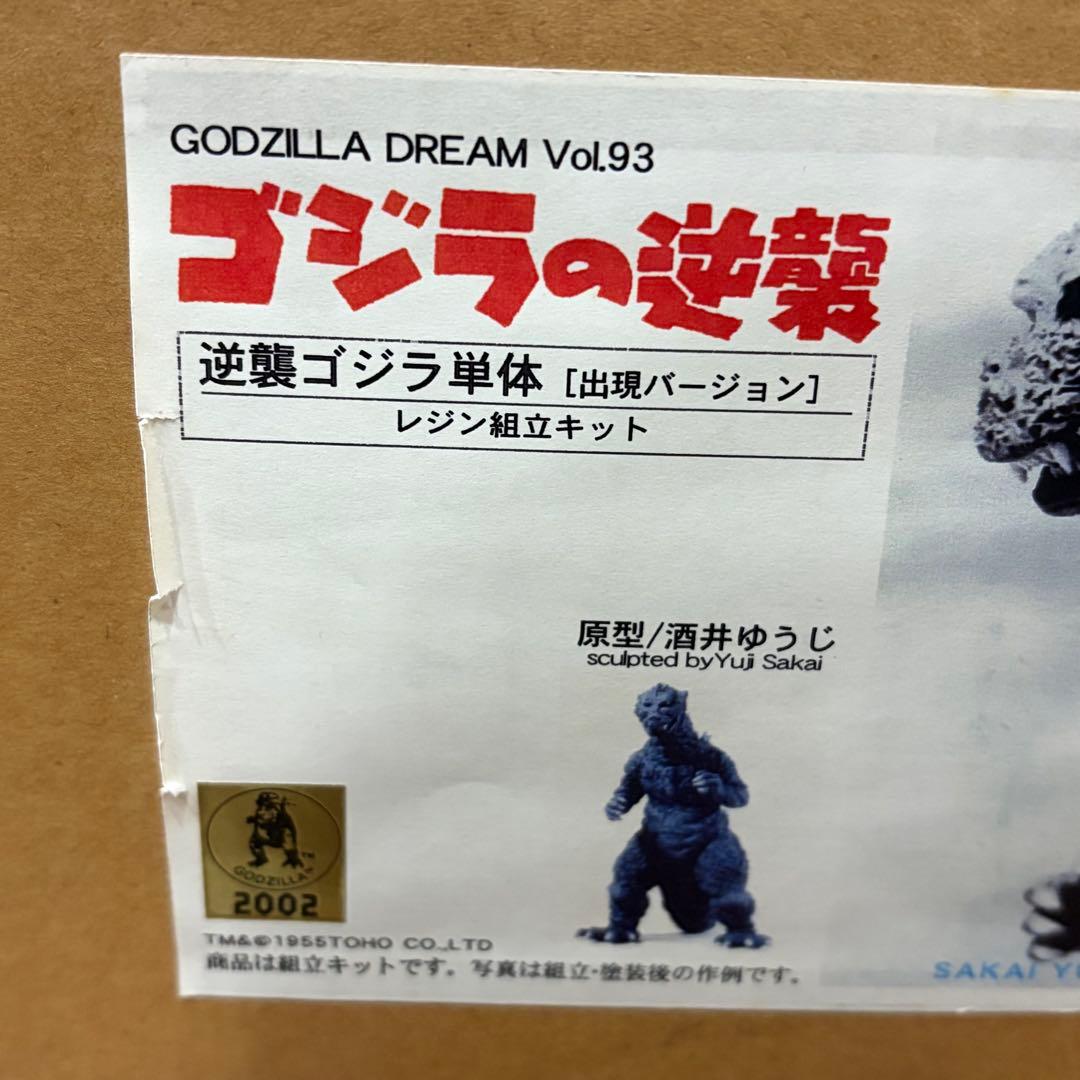 GODZILLA DREAM Vol.93
ゴジラの逆襲
逆襲ゴジラ単体 [出現バージョン]
レジン組立キット
原型/酒井ゆうじ
sculpted byYuji Sakai
GODZILLA™
2002
TM&©1955TOHO CO.,LTD
商品は組立キットです。写真は組立・塗装後の作例です。
SAKAI